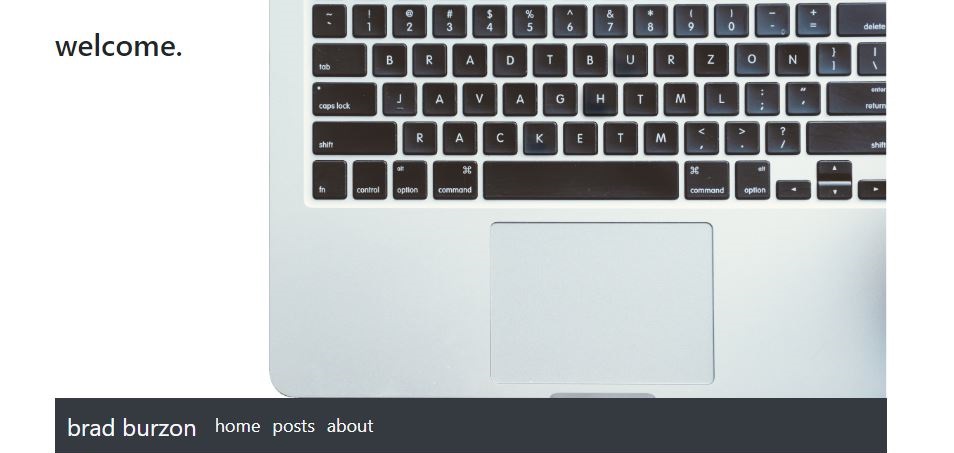 welcome.
~ ! @ # $ % ^ & * ( ) — +
` 1 2 3 4 5 6 7 8 9 0 - = delete
} |
tab B R A D T B U R Z O N ] \
: " enter
caps lock J A V A G H T M L ; ' return
< > ?
shift R A C K E T M , . / shift
alt ⌘ ⌘ alt
fn control option command command option
brad burzon home posts about